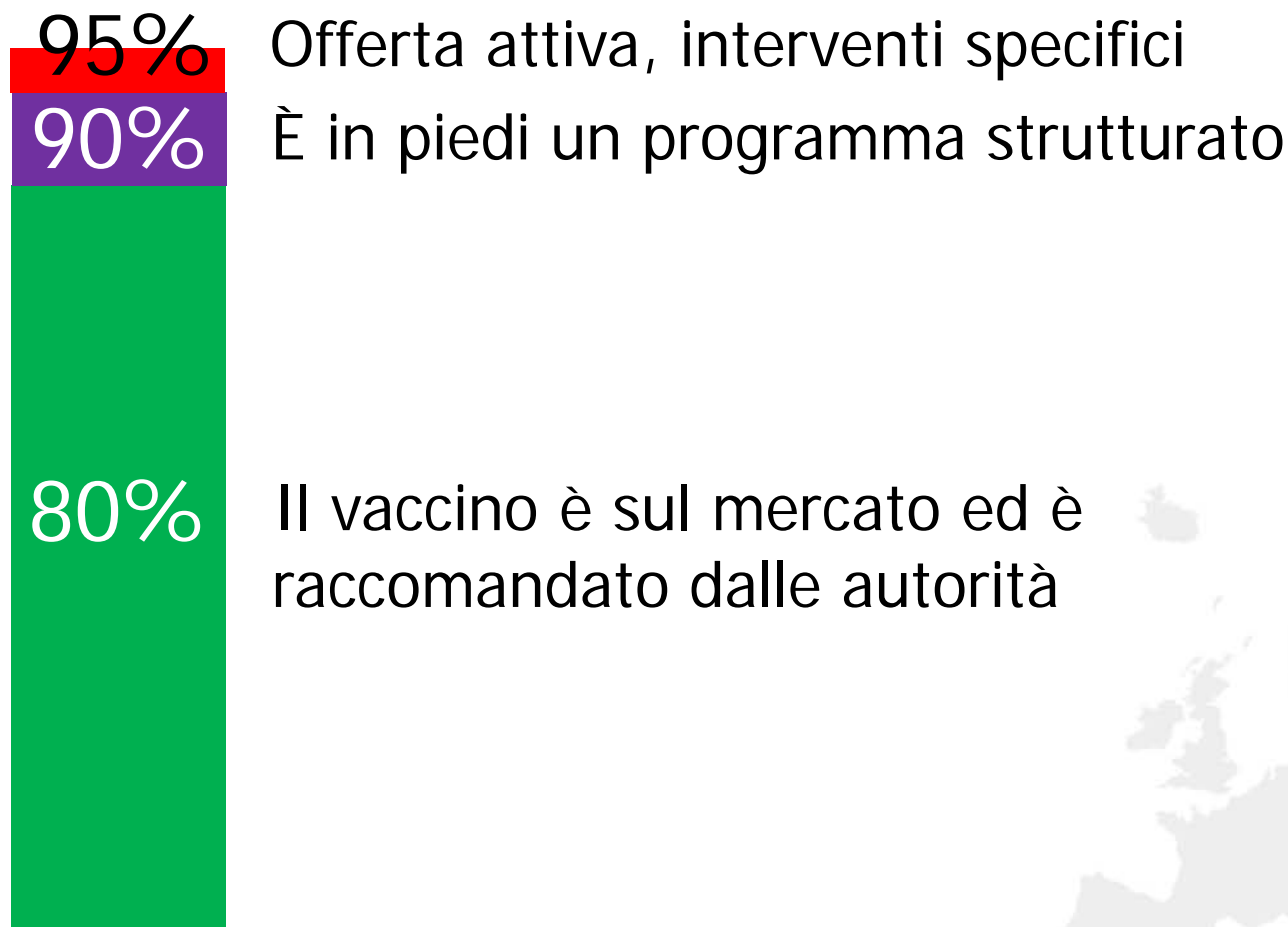 95% Offerta attiva, interventi specifici
90% È in piedi un programma strutturato
80% Il vaccino è sul mercato ed è
raccomandato dalle autorità